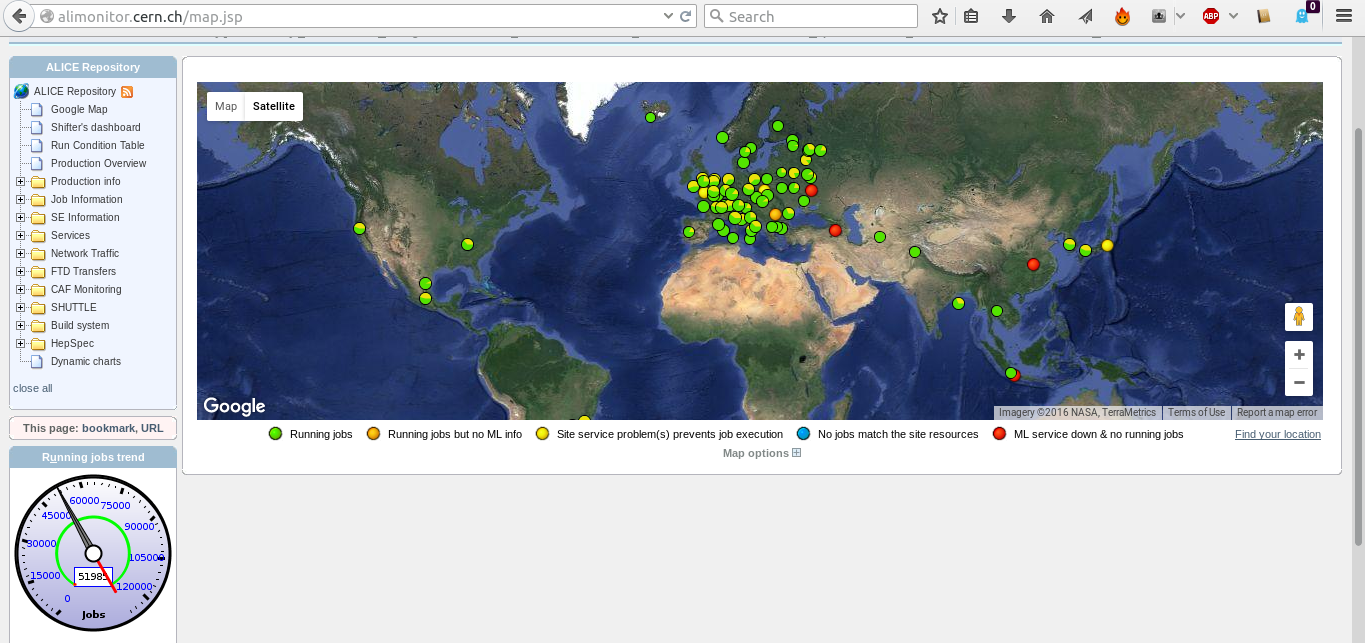 alimonitor.cern.ch/map.jsp
Search
ABP
0
ALICE Repository
ALICE Repository
Google Map
Shifter's dashboard
Run Condition Table
Production Overview
Production info
Job Information
SE Information
Services
Network Traffic
FTD Transfers
CAF Monitoring
SHUTTLE
Build system
HepSpec
Dynamic charts
close all
This page: bookmark, URL
Running jobs trend
0
15000
30000
45000
60000
75000
90000
105000
120000
51985
Jobs
Map Satellite
Google
Imagery ©2016 NASA, TerraMetrics Terms of Use Report a map error
Running jobs Running jobs but no ML info Site service problem(s) prevents job execution No jobs match the site resources ML service down & no running jobs Find your location
Map options